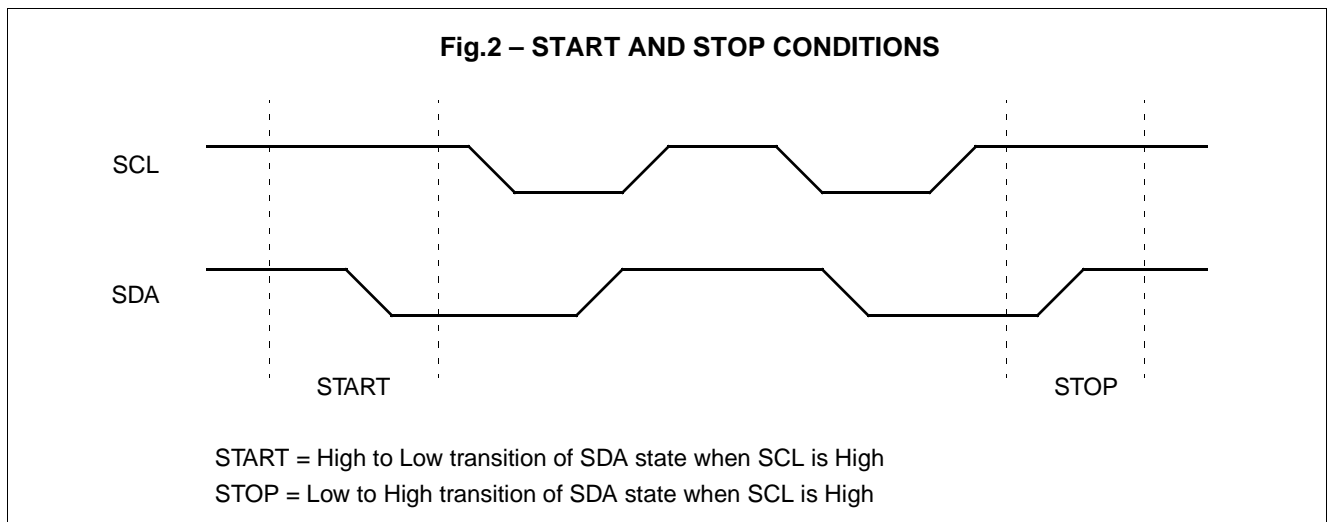 Fig.2 – START AND STOP CONDITIONS
SCL
SDA
START
STOP
START = High to Low transition of SDA state when SCL is High
STOP = Low to High transition of SDA state when SCL is High